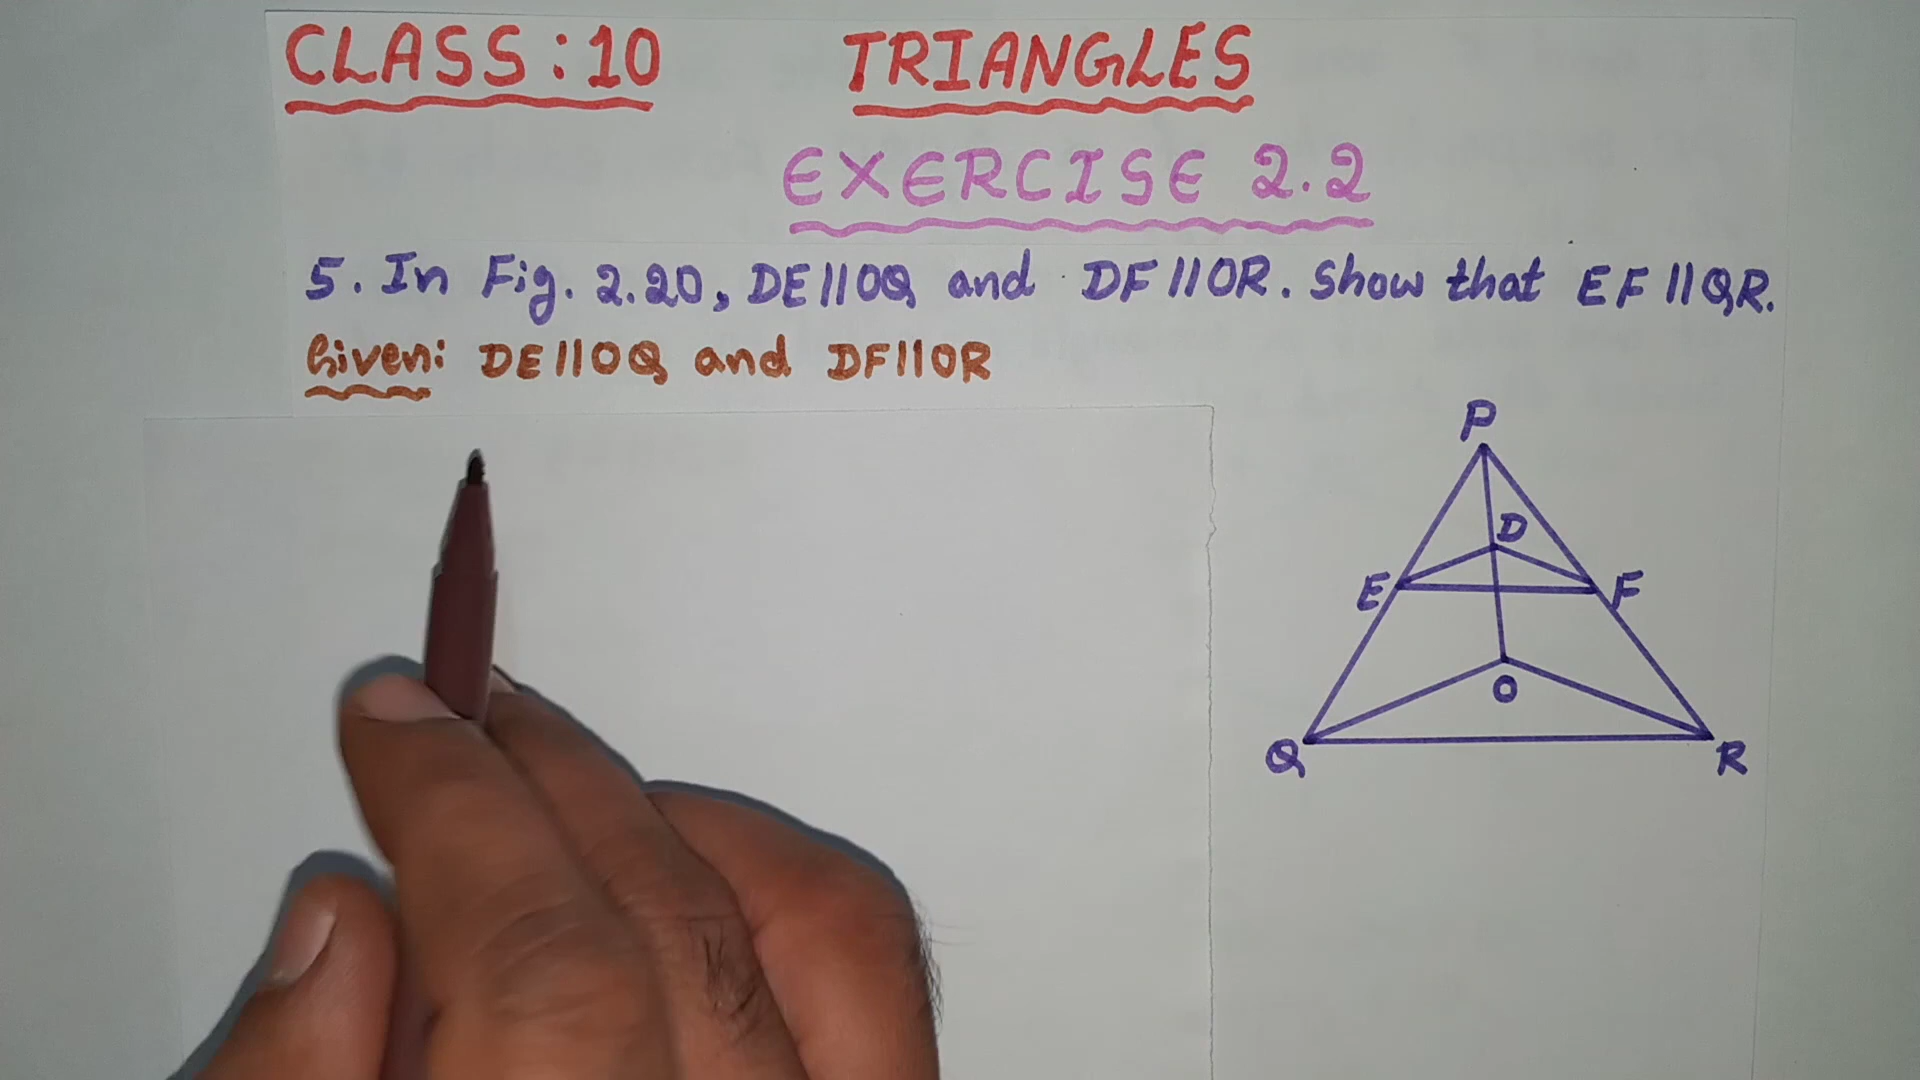 CLASS:10 TRIANGLES
EXERCISE 2.2
5. In Fig. 2.20, DE||OQ and DF||OR. Show that EF||QR.
Given: DE||OQ and DF||OR
P
D
E F
O
Q R